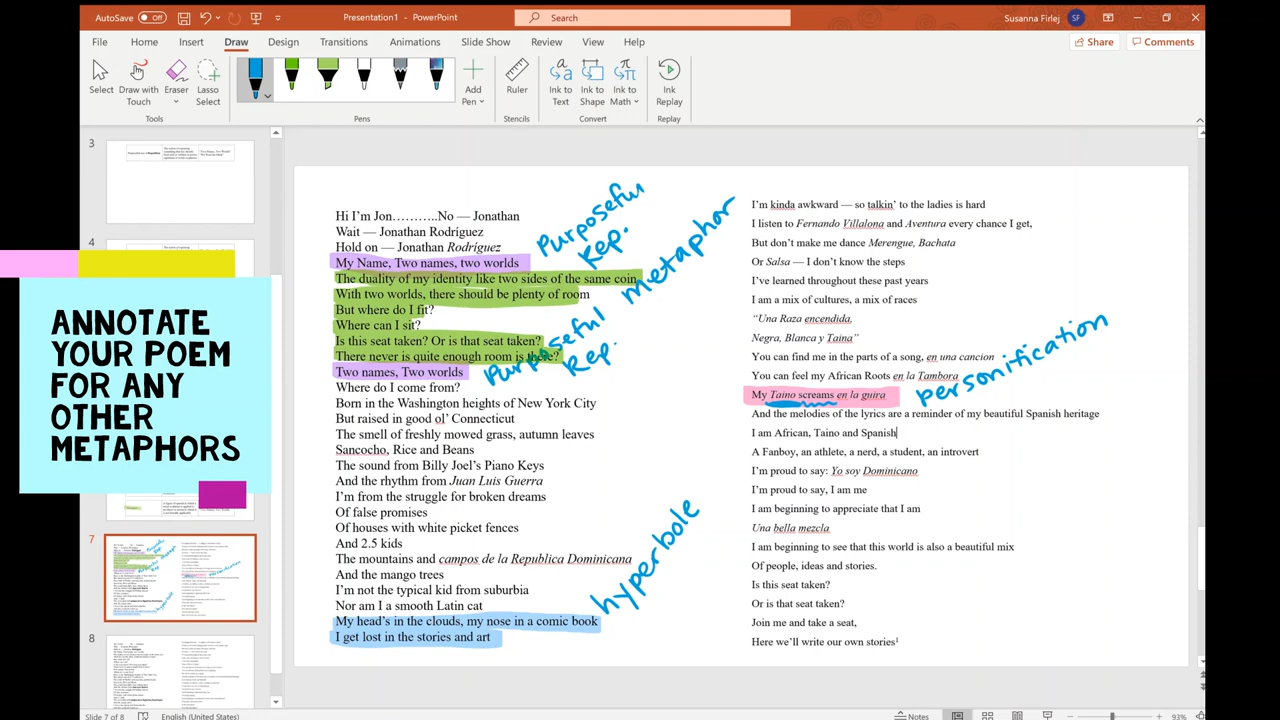 AutoSave Off
Presentation1 - PowerPoint
Search
Susanna Firlej
SF
File Home Insert Draw Design Transitions Animations Slide Show Review View Help
Share
Comments
Select
Draw with Touch
Eraser
Lasso Select
Add Pen
Ruler
Ink to Text
Ink to Shape
Ink to Math
Ink Replay
Tools
Pens
Stencils
Convert
Replay
3
4
7
8
ANNOTATE
YOUR POEM
FOR ANY
OTHER
METAPHORS
Hi I'm Jon………..No — Jonathan
Wait — Jonathan Rodríguez
Hold on — Jonathan Rodríguez
My Name, Two names, two worlds
The duality of my identity like two sides of the same coin
With two worlds, there should be plenty of room
But where do I fit?
Where can I sit?
Is this seat taken? Or is that seat taken?
There never is quite enough room is there?
Two names, Two worlds
Where do I come from?
Born in the Washington heights of New York City
But raised in good ol' Connecticut
The smell of freshly mowed grass, autumn leaves
Sancocho, Rice and Beans
The sound from Billy Joel's Piano Keys
And the rhythm from Juan Luis Guerra
I'm from the struggle for broken dreams
Of false promises
Of houses with white picket fences
And 2.5 kids
The mountains and campos de la Republica Dominicana
And the mango trees
I'm not the typical kid from suburbia
Nor am I a smooth Latin
My head's in the clouds, my nose in a comic book
I get lost in the stories and art
Purposeful
Rep.
metaphor
Purposeful
Rep.
hyperbole
I'm kinda awkward — so talkin' to the ladies is hard
I listen to Fernando Villalona and Aventura every chance I get,
But don't make me dance Merengue, Bachata
Or Salsa — I don't know the steps
I've learned throughout these past years
I am a mix of cultures, a mix of races
"Una Raza encendida,
Negra, Blanca y Taina"
You can find me in the parts of a song, en una cancion
You can feel my African Roots en la Tambora
My Taino screams en la guira
And the melodies of the lyrics are a reminder of my beautiful Spanish heritage
I am African, Taino and Spanish
A Fanboy, an athlete, a nerd, a student, an introvert
I'm proud to say: Yo soy Dominicano
I'm proud to say, I am me
I am beginning to appreciate that I am
Una bella mezcla
I am beginning to see that this world is also a beautiful mix
Of people, ideas and stories.
Is this seat taken?
Or is that seat taken?
Join me and take a seat,
Here we'll write our own stories
personification
Slide 7 of 8
English (United States)
Notes
93%